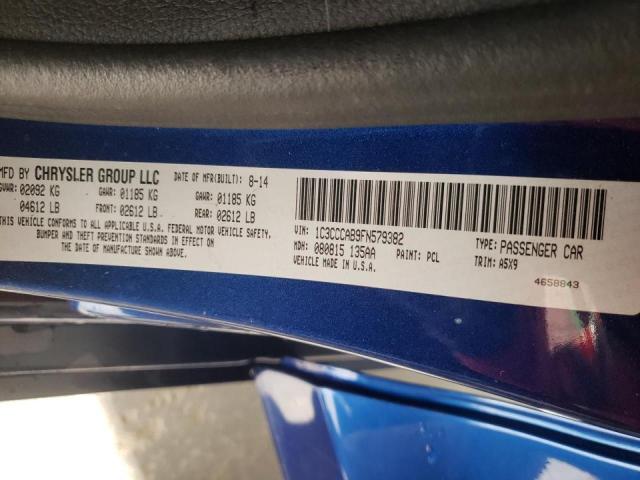 MFD BY CHRYSLER GROUP LLC DATE OF MFR(BUILT): 8-14
GVWR: 02092 KG GAWR: 01185 KG GAWR: 01185 KG
04612 LB FRONT: 02612 LB REAR: 02612 LB
THIS VEHICLE CONFORMS TO ALL APPLICABLE U.S.A. FEDERAL MOTOR VEHICLE SAFETY,
BUMPER AND THEFT PREVENTION STANDARDS IN EFFECT ON
THE DATE OF MANUFACTURE SHOWN ABOVE.
VIN: 1C3CCCAB9FN579382 TYPE: PASSENGER CAR
MDH: 080815 135AA PAINT: PCL TRIM: A5X9
VEHICLE MADE IN U.S.A.
4658843